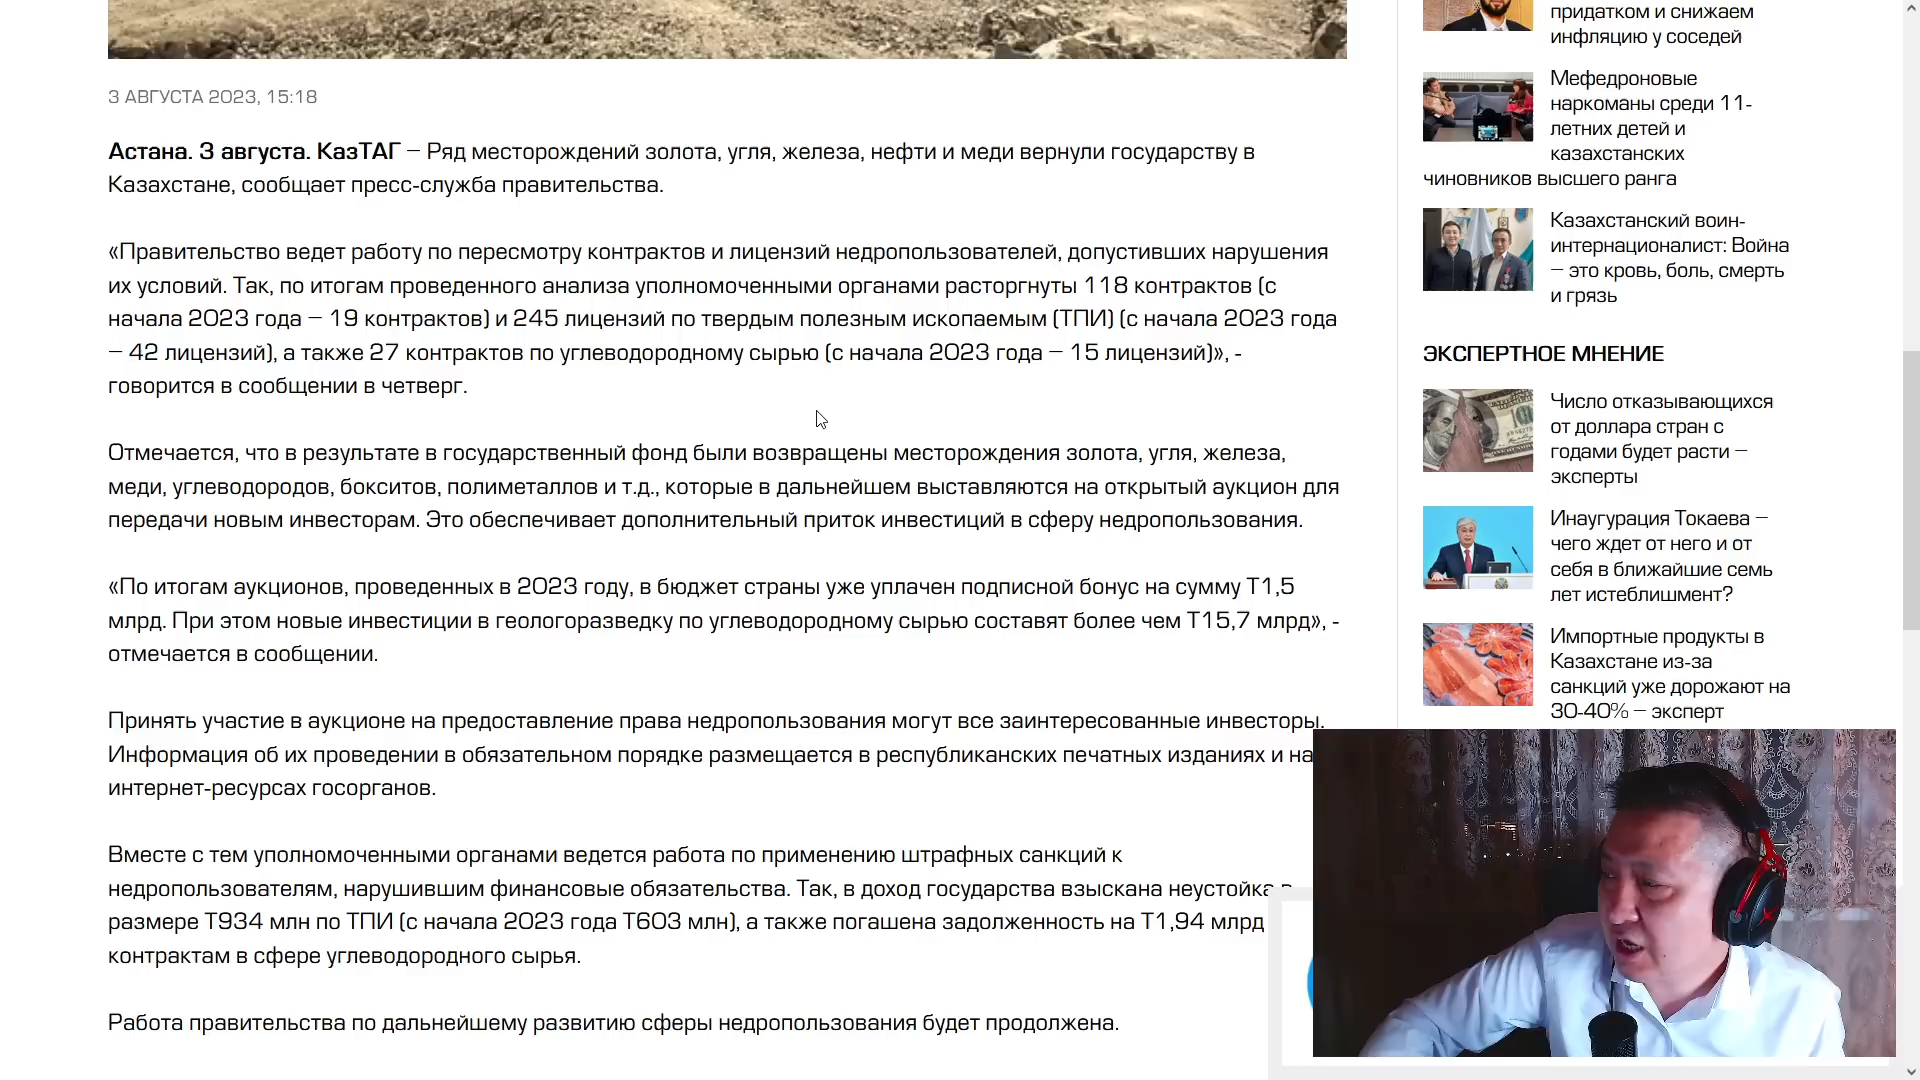 3 АВГУСТА 2023, 15:18
Астана. 3 августа. КазТАГ – Ряд месторождений золота, угля, железа, нефти и меди вернули государству в
Казахстане, сообщает пресс-служба правительства.
«Правительство ведет работу по пересмотру контрактов и лицензий недропользователей, допустивших нарушения
их условий. Так, по итогам проведенного анализа уполномоченными органами расторгнуты 118 контрактов (с
начала 2023 года – 19 контрактов) и 245 лицензий по твердым полезным ископаемым (ТПИ) (с начала 2023 года
– 42 лицензий), а также 27 контрактов по углеводородному сырью (с начала 2023 года – 15 лицензий)», -
говорится в сообщении в четверг.
Отмечается, что в результате в государственный фонд были возвращены месторождения золота, угля, железа,
меди, углеводородов, бокситов, полиметаллов и т.д., которые в дальнейшем выставляются на открытый аукцион для
передачи новым инвесторам. Это обеспечивает дополнительный приток инвестиций в сферу недропользования.
«По итогам аукционов, проведенных в 2023 году, в бюджет страны уже уплачен подписной бонус на сумму Т1,5
млрд. При этом новые инвестиции в геологоразведку по углеводородному сырью составят более чем Т15,7 млрд», -
отмечается в сообщении.
Принять участие в аукционе на предоставление права недропользования могут все заинтересованные инвесторы.
Информация об их проведении в обязательном порядке размещается в республиканских печатных изданиях и на
интернет-ресурсах госорганов.
Вместе с тем уполномоченными органами ведется работа по применению штрафных санкций к
недропользователям, нарушившим финансовые обязательства. Так, в доход государства взыскана неустойка в
размере Т934 млн по ТПИ (с начала 2023 года Т603 млн), а также погашена задолженность на Т1,94 млрд
контрактам в сфере углеводородного сырья.
Работа правительства по дальнейшему развитию сферы недропользования будет продолжена.
придатком и снижаем
инфляцию у соседей
Мефедроновые
наркоманы среди 11-
летних детей и
казахстанских
чиновников высшего ранга
Казахстанский воин-
интернационалист: Война
– это кровь, боль, смерть
и грязь
ЭКСПЕРТНОЕ МНЕНИЕ
Число отказывающихся
от доллара стран с
годами будет расти –
эксперты
Инаугурация Токаева –
чего ждет от него и от
себя в ближайшие семь
лет истеблишмент?
Импортные продукты в
Казахстане из-за
санкций уже дорожают на
30-40% – эксперт